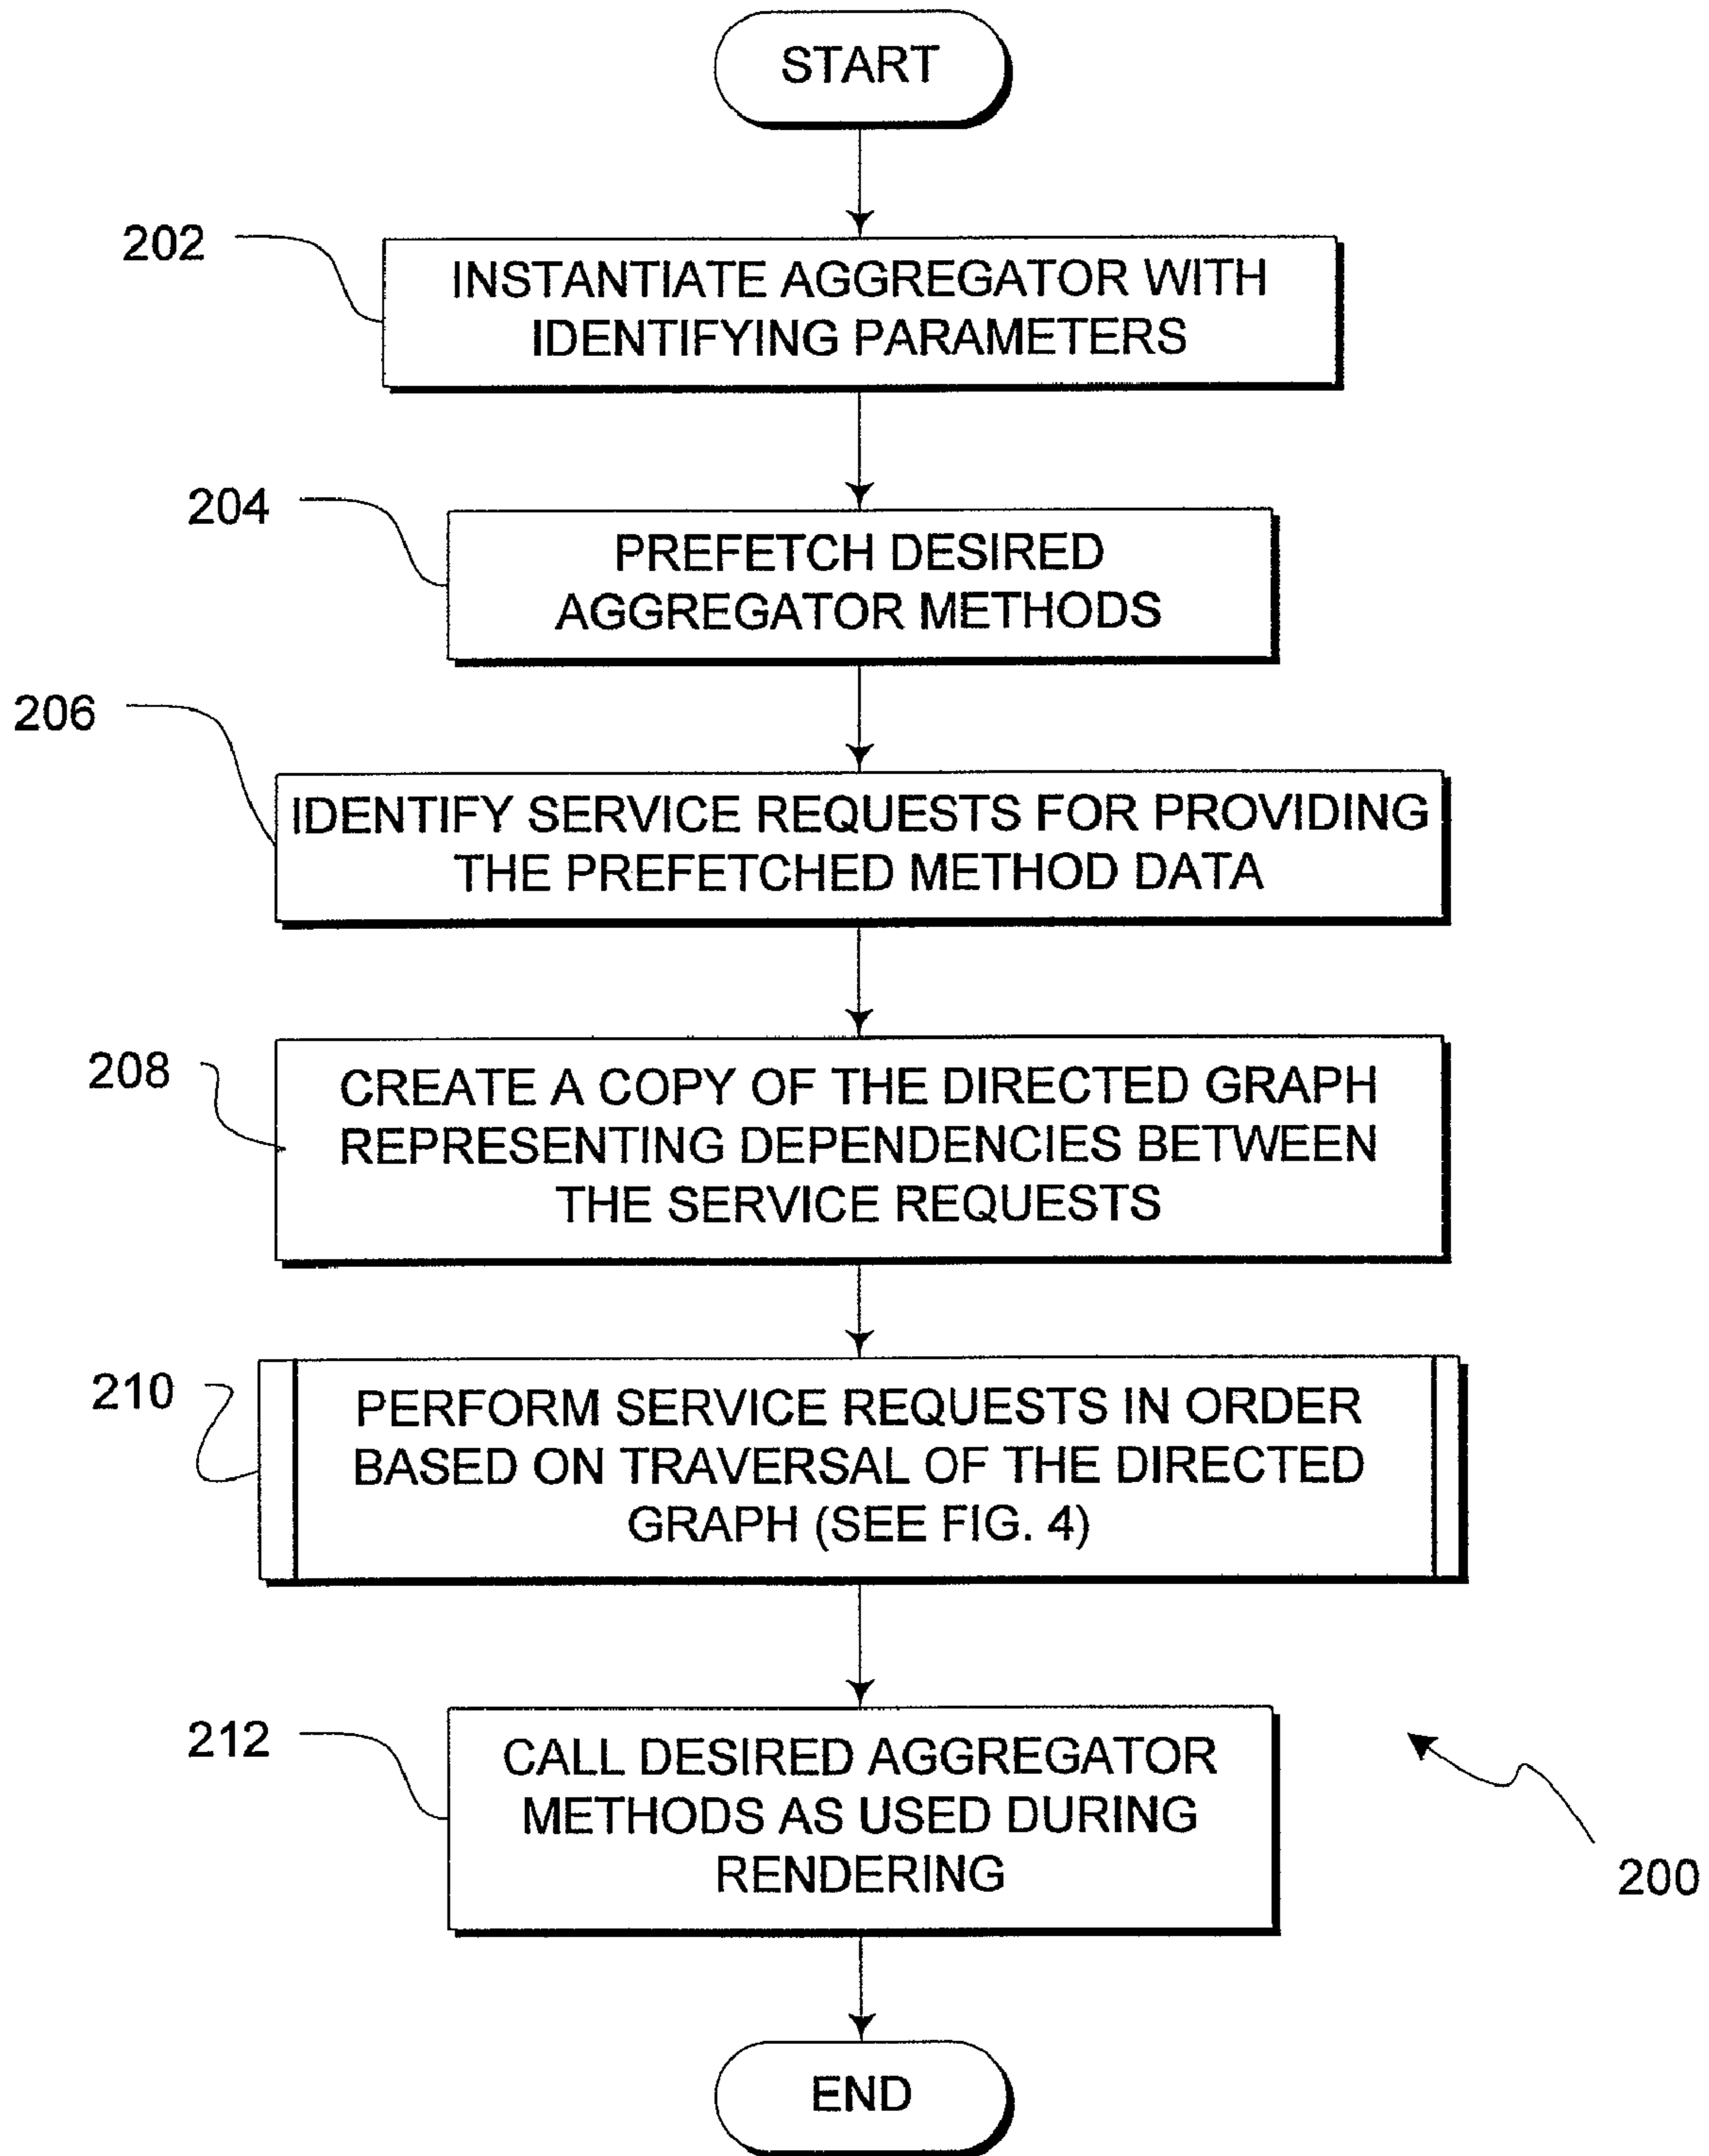 START
202
INSTANTIATE AGGREGATOR WITH
IDENTIFYING PARAMETERS
204
PREFETCH DESIRED
AGGREGATOR METHODS
206
IDENTIFY SERVICE REQUESTS FOR PROVIDING
THE PREFETCHED METHOD DATA
208
CREATE A COPY OF THE DIRECTED GRAPH
REPRESENTING DEPENDENCIES BETWEEN
THE SERVICE REQUESTS
210
PERFORM SERVICE REQUESTS IN ORDER
BASED ON TRAVERSAL OF THE DIRECTED
GRAPH (SEE FIG. 4)
212
CALL DESIRED AGGREGATOR
METHODS AS USED DURING
RENDERING
200
END